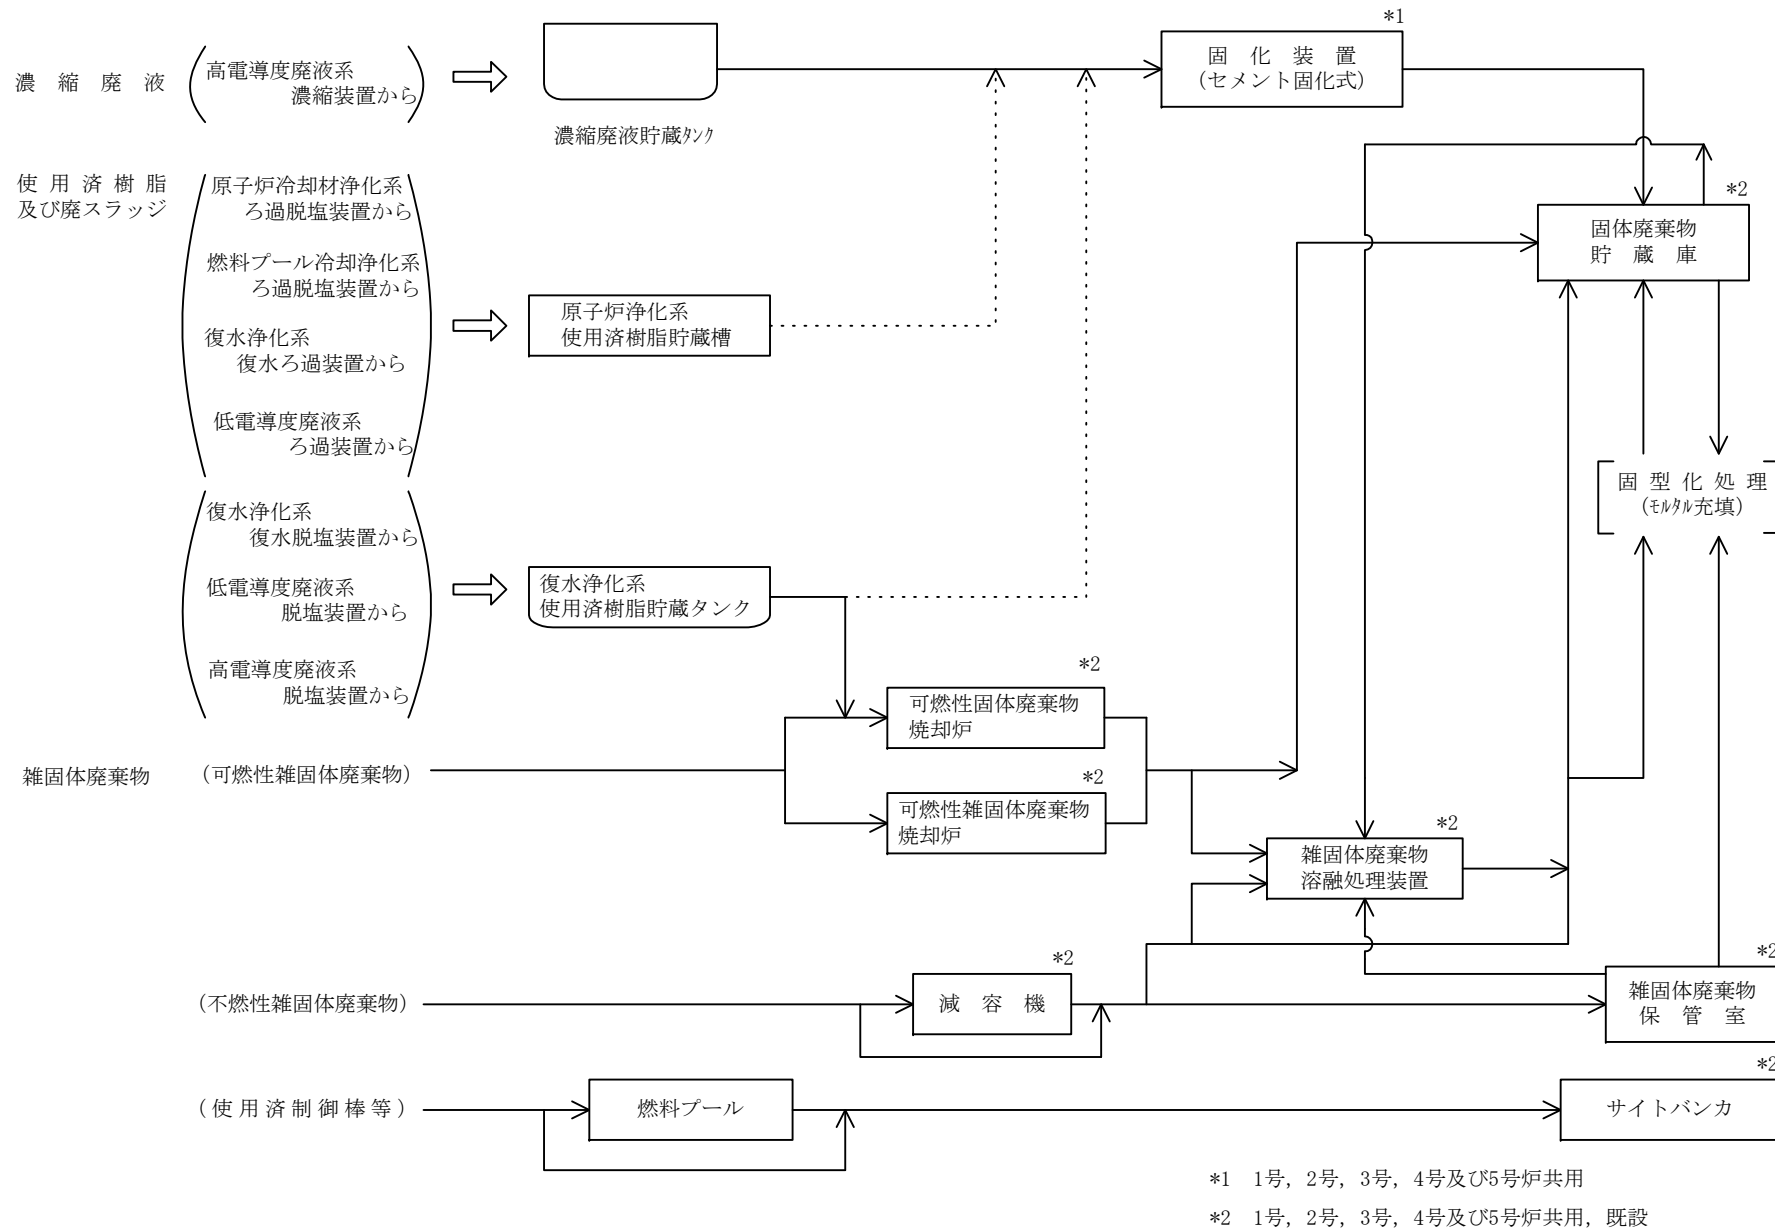 *1
濃縮廃液
高電導度廃液系
濃縮装置から
濃縮廃液貯蔵ﾀﾝｸ
固化装置
(セメント固化式)
使用済樹脂
及び廃スラッジ
原子炉冷却材浄化系
ろ過脱塩装置から
燃料プール冷却浄化系
ろ過脱塩装置から
復水浄化系
復水ろ過装置から
低電導度廃液系
ろ過装置から
原子炉浄化系
使用済樹脂貯蔵槽
*2
固体廃棄物
貯蔵庫
固型化処理
(ﾓﾙﾀﾙ充填)
復水浄化系
復水脱塩装置から
低電導度廃液系
脱塩装置から
高電導度廃液系
脱塩装置から
復水浄化系
使用済樹脂貯蔵タンク
*2
可燃性固体廃棄物
焼却炉
雑固体廃棄物
(可燃性雑固体廃棄物)
*2
可燃性雑固体廃棄物
焼却炉
*2
雑固体廃棄物
溶融処理装置
(不燃性雑固体廃棄物)
*2
減容機
*2
雑固体廃棄物
保管室
(使用済制御棒等)
燃料プール
*2
サイトバンカ
*1 1号, 2号, 3号, 4号及び5号炉共用
*2 1号, 2号, 3号, 4号及び5号炉共用, 既設